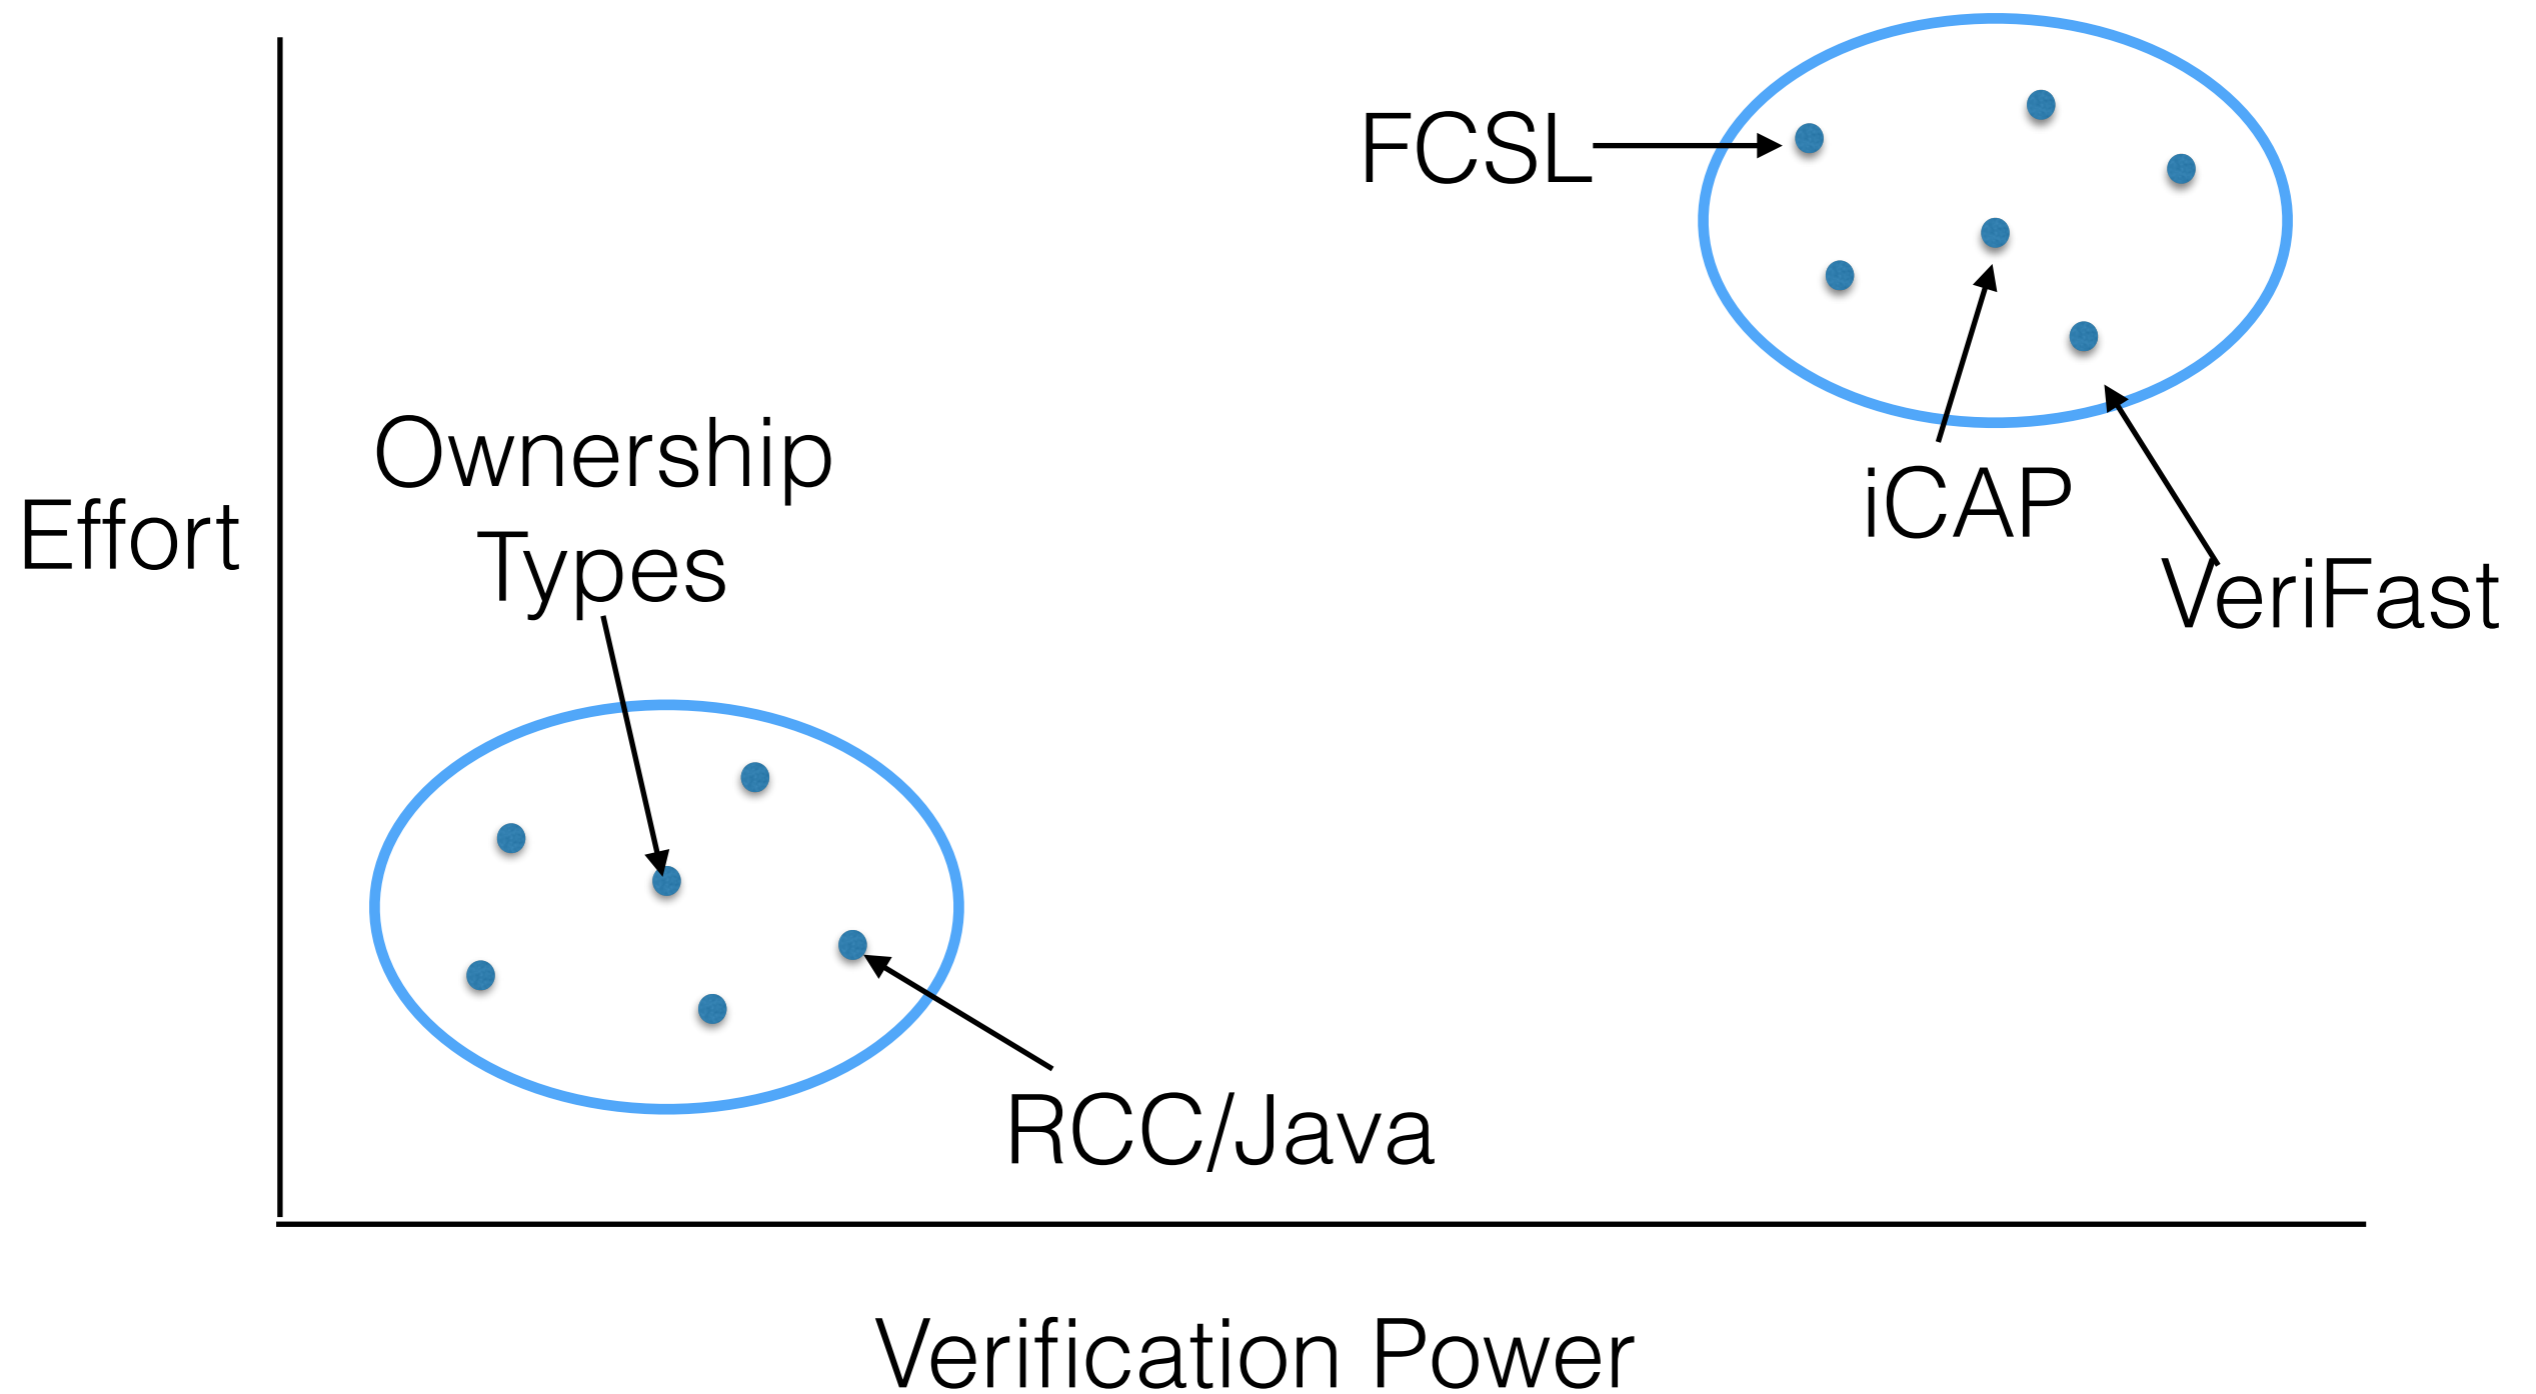 FCSL
Ownership
Types
Effort
iCAP
VeriFast
RCC/Java
Verification Power